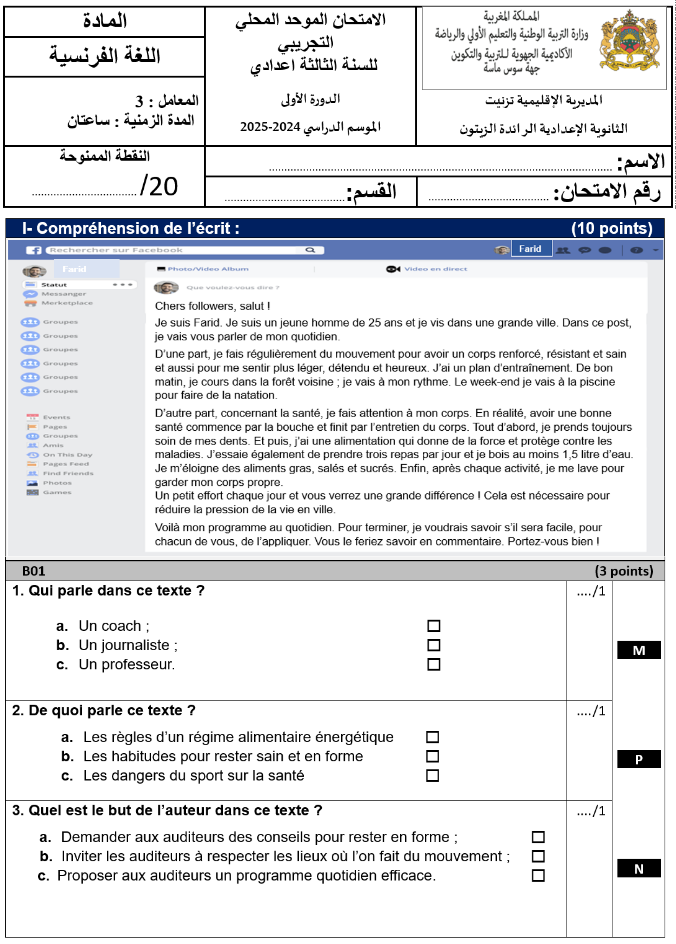 المملكة المغربية
وزارة التربية الوطنية والتعليم الأولي والرياضة
الأكاديمية الجهوية للتربية والتكوين
جهة سوس ماسة
المديرية الإقليمية تزنيت
الثانوية الإعدادية الرائدة الزيتون
الامتحان الموحد المحلي
التجريبي
للسنة الثالثة اعدادي
الدورة الأولى
الموسم الدراسي 2024-2025
المادة
اللغة الفرنسية
المعامل : 3
المدة الزمنية : ساعتان
النقطة الممنوحة
............................/20
الاسم: ................................................
رقم الامتحان: ........................
القسم: ........................
I- Compréhension de l’écrit : (10 points)
Rechercher sur Facebook
Farid
Farid
Statut
Messanger
Merketplace
Groupes
Groupes
Groupes
Groupes
Groupes
Groupes
Events
Pages
Groupes
Amis
On This Day
Pages Feed
Find Friends
Photos
Games
Photo/Video Album
Video en direct
Que voulez-vous dire ?
Chers followers, salut !
Je suis Farid. Je suis un jeune homme de 25 ans et je vis dans une grande ville. Dans ce post,
je vais vous parler de mon quotidien.
D’une part, je fais régulièrement du mouvement pour avoir un corps renforcé, résistant et sain
et aussi pour me sentir plus léger, détendu et heureux. J’ai un plan d’entraînement. De bon
matin, je cours dans la forêt voisine ; je vais à mon rythme. Le week-end je vais à la piscine
pour faire de la natation.
D’autre part, concernant la santé, je fais attention à mon corps. En réalité, avoir une bonne
santé commence par la bouche et finit par l’entretien du corps. Tout d’abord, je prends toujours
soin de mes dents. Et puis, j’ai une alimentation qui donne de la force et protège contre les
maladies. J’essaie également de prendre trois repas par jour et je bois au moins 1,5 litre d’eau.
Je m’éloigne des aliments gras, salés et sucrés. Enfin, après chaque activité, je me lave pour
garder mon corps propre.
Un petit effort chaque jour et vous verrez une grande différence ! Cela est nécessaire pour
réduire la pression de la vie en ville.
Voilà mon programme au quotidien. Pour terminer, je voudrais savoir s’il sera facile, pour
chacun de vous, de l’appliquer. Vous le feriez savoir en commentaire. Portez-vous bien !
B01 (3 points)
1. Qui parle dans ce texte ? ..../1
a. Un coach ;
b. Un journaliste ;
c. Un professeur.
M
2. De quoi parle ce texte ? ..../1
a. Les règles d’un régime alimentaire énergétique
b. Les habitudes pour rester sain et en forme
c. Les dangers du sport sur la santé
P
3. Quel est le but de l’auteur dans ce texte ? ..../1
a. Demander aux auditeurs des conseils pour rester en forme ;
b. Inviter les auditeurs à respecter les lieux où l’on fait du mouvement ;
c. Proposer aux auditeurs un programme quotidien efficace.
N